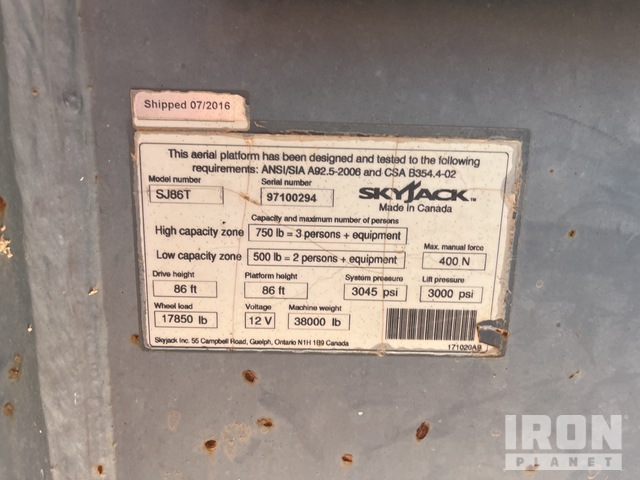 Shipped 07/2016
This aerial platform has been designed and tested to the following
requirements: ANSI/SIA A92.5-2006 and CSA B354.4-02
Model number
SJ86T
Serial number
97100294
SKYJACK™
Made in Canada
Capacity and maximum number of persons
High capacity zone 750 lb = 3 persons + equipment
Low capacity zone 500 lb = 2 persons + equipment
Max. manual force
400 N
Drive height
86 ft
Platform height
86 ft
System pressure
3045 psi
Lift pressure
3000 psi
Wheel load
17850 lb
Voltage
12 V
Machine weight
38000 lb
Skyjack Inc. 55 Campbell Road, Guelph, Ontario N1H 1B9 Canada
171020AB
IRON
PLANET